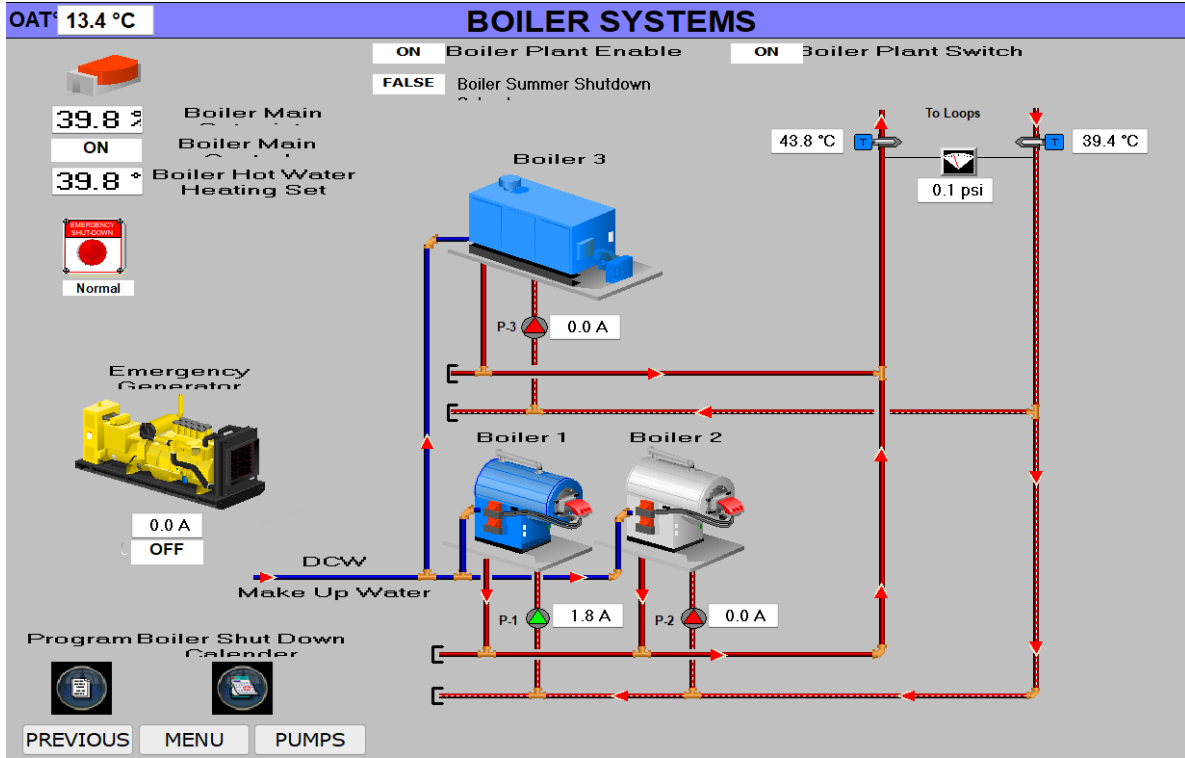 OAT° 13.4 °C
BOILER SYSTEMS
ON Boiler Plant Enable
ON Boiler Plant Switch
FALSE Boiler Summer Shutdown
39.8 Boiler Main
ON Boiler Main
39.8 ° Boiler Hot Water
Heating Set
EMERGENCY
SHUT-DOWN
Normal
To Loops
43.8 °C
T
T
39.4 °C
0.1 psi
Boiler 3
P-3
0.0 A
Emergency
Generator
0.0 A
OFF
Boiler 1
Boiler 2
DCW
Make Up Water
P-1
1.8 A
P-2
0.0 A
Program
Boiler Shut Down
Calender
PREVIOUS
MENU
PUMPS